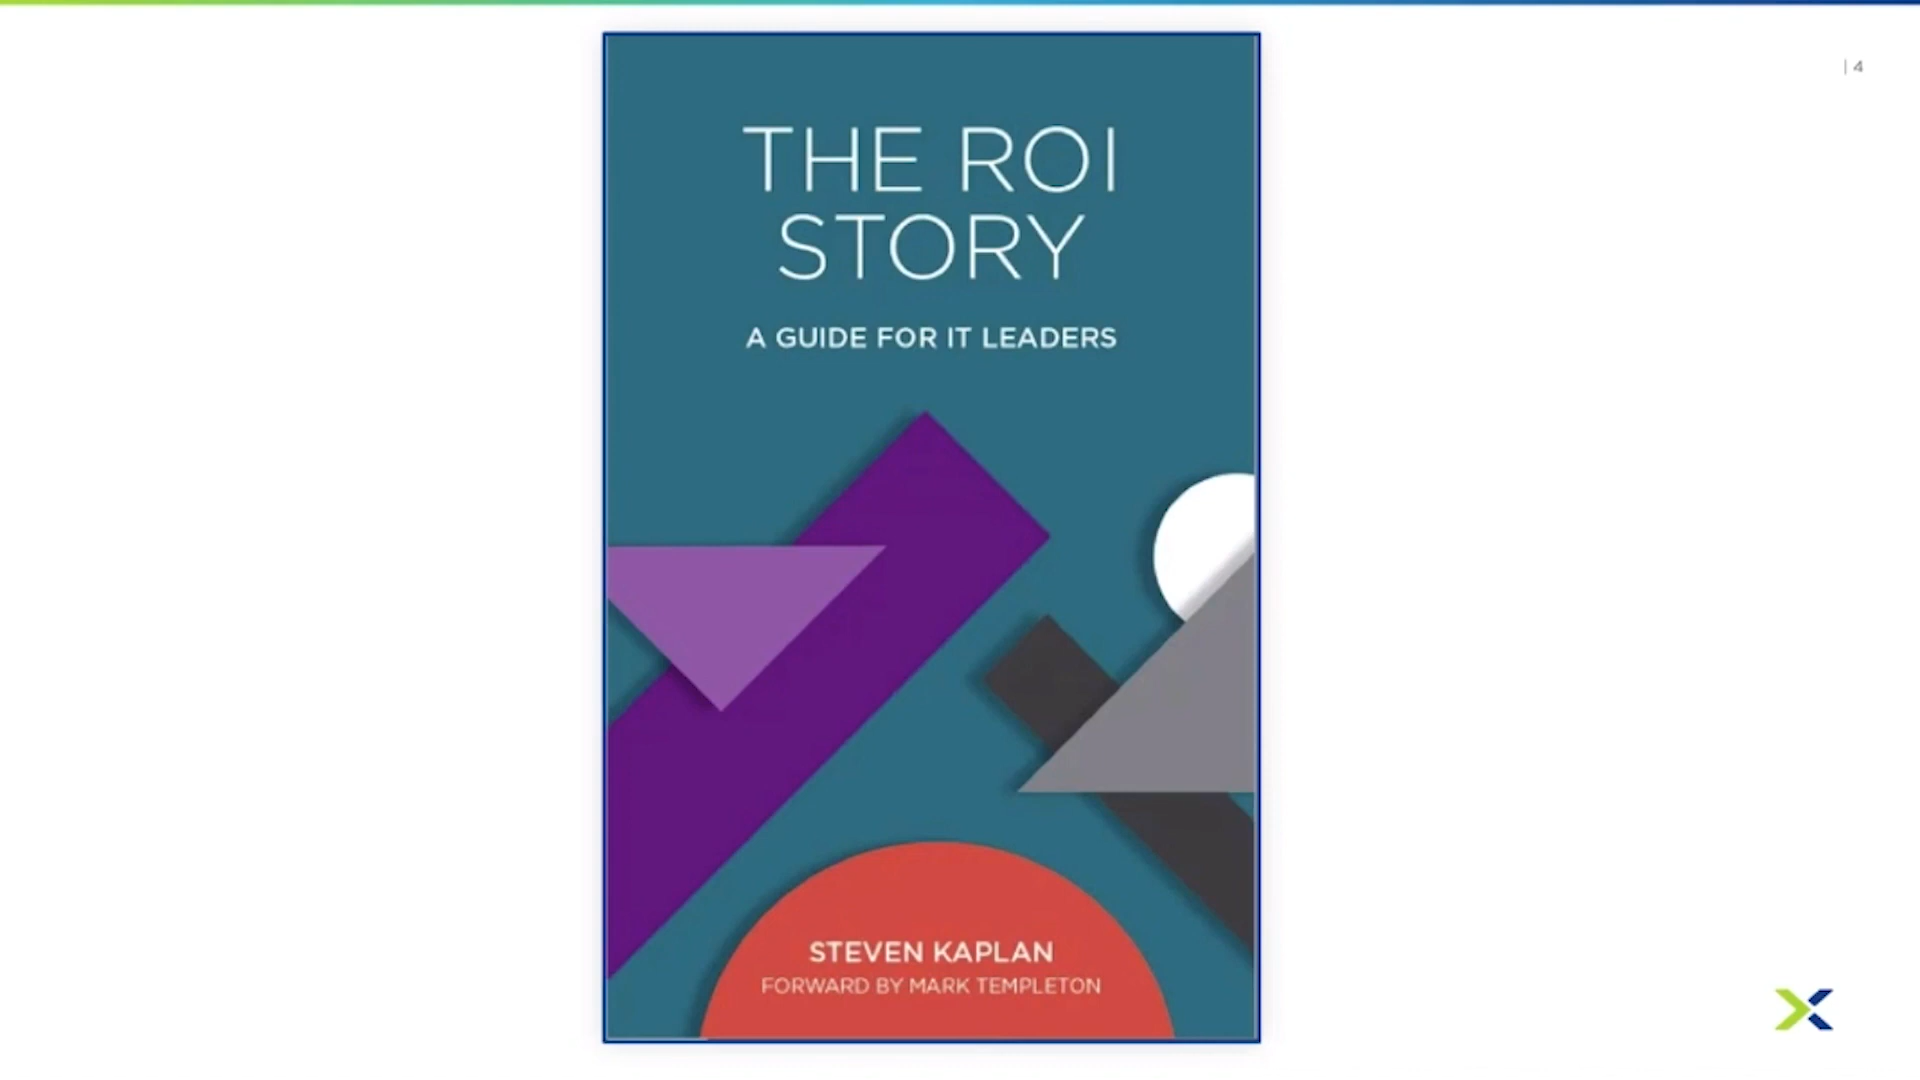 | 4
THE ROI
STORY
A GUIDE FOR IT LEADERS
STEVEN KAPLAN
FORWARD BY MARK TEMPLETON